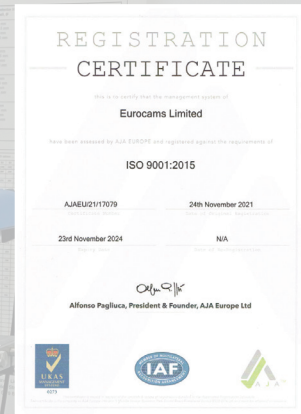 REGISTRATION
CERTIFICATE
this is to certify that the management system of
Eurocams Limited
have been assessed by AJA EUROPE and registered against the requirements of
ISO 9001:2015
AJAEU/21/17079
24th November 2021
23rd November 2024
N/A
Alfonso Pagliuca, President & Founder, AJA Europe Ltd
UKAS
MANAGEMENT
SYSTEMS
IAF
AJA